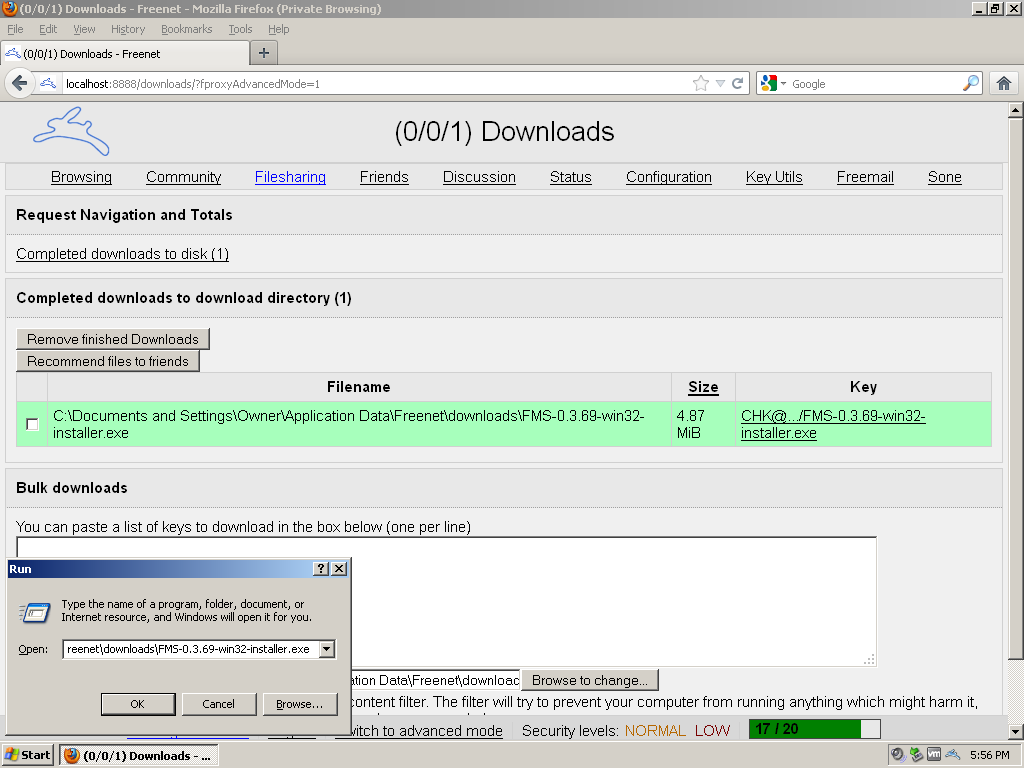 (0/0/1) Downloads - Freenet - Mozilla Firefox (Private Browsing)
File Edit View History Bookmarks Tools Help
(0/0/1) Downloads - Freenet
localhost:8888/downloads/?fproxyAdvancedMode=1
Google
(0/0/1) Downloads
Browsing Community Filesharing Friends Discussion Status Configuration Key Utils Freemail Sone
Request Navigation and Totals
Completed downloads to disk (1)
Completed downloads to download directory (1)
Remove finished Downloads
Recommend files to friends
Filename Size Key
C:\Documents and Settings\Owner\Application Data\Freenet\downloads\FMS-0.3.69-win32-
installer.exe
4.87
MiB
CHK@.../FMS-0.3.69-win32-
installer.exe
Bulk downloads
You can paste a list of keys to download in the box below (one per line)
Run
Type the name of a program, folder, document, or
Internet resource, and Windows will open it for you.
Open: reenet\downloads\FMS-0.3.69-win32-installer.exe
OK Cancel Browse...
ation Data\Freenet\downloac Browse to change...
content filter. The filter will try to prevent your computer from running anything which might harm it,
witch to advanced mode Security levels: NORMAL LOW 17 / 20
Start (0/0/1) Downloads - ... 5:56 PM